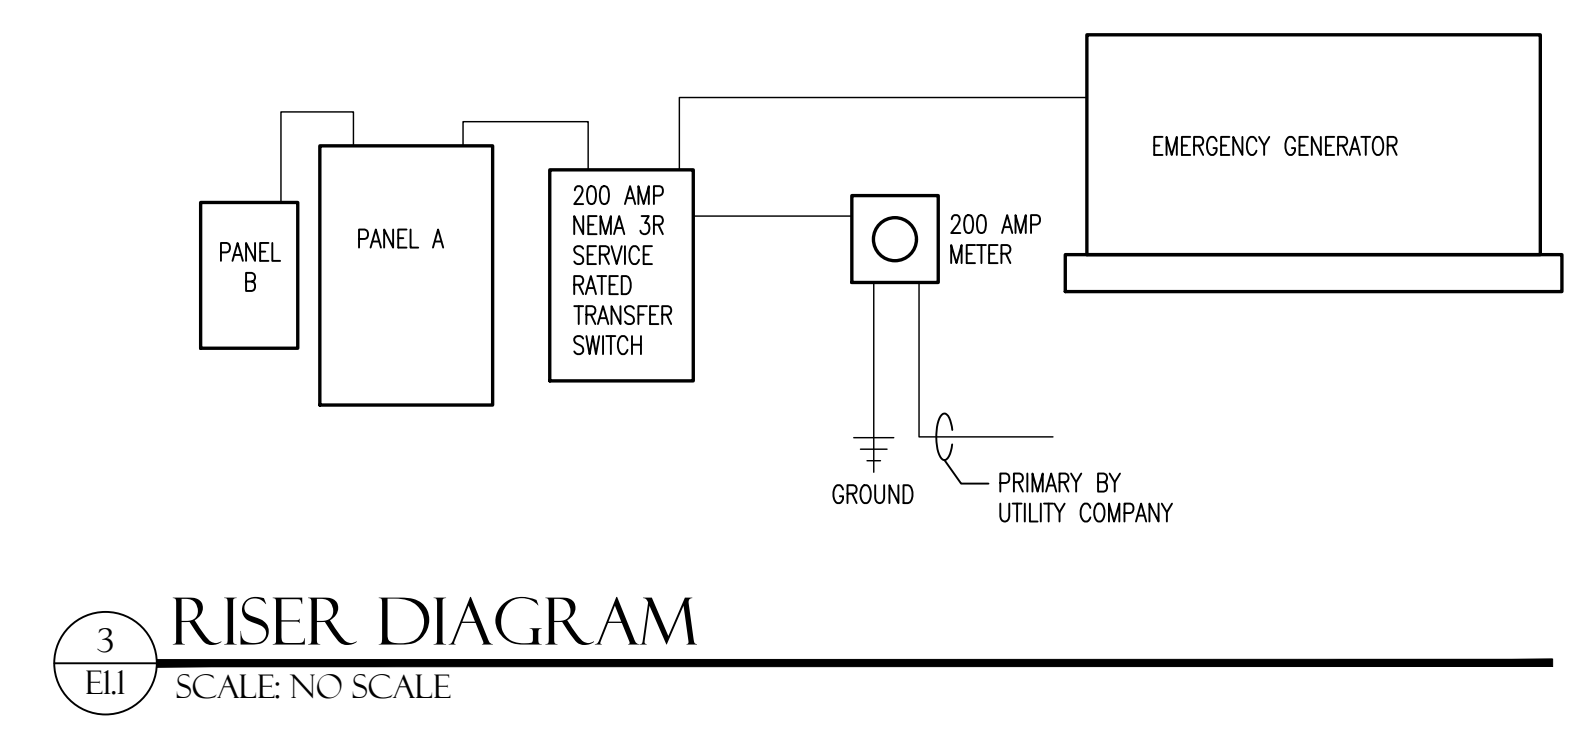 PANEL
B
PANEL A
200 AMP
NEMA 3R
SERVICE
RATED
TRANSFER
SWITCH
200 AMP
METER
EMERGENCY GENERATOR
GROUND
PRIMARY BY
UTILITY COMPANY
3
E1.1
RISER DIAGRAM
SCALE: NO SCALE